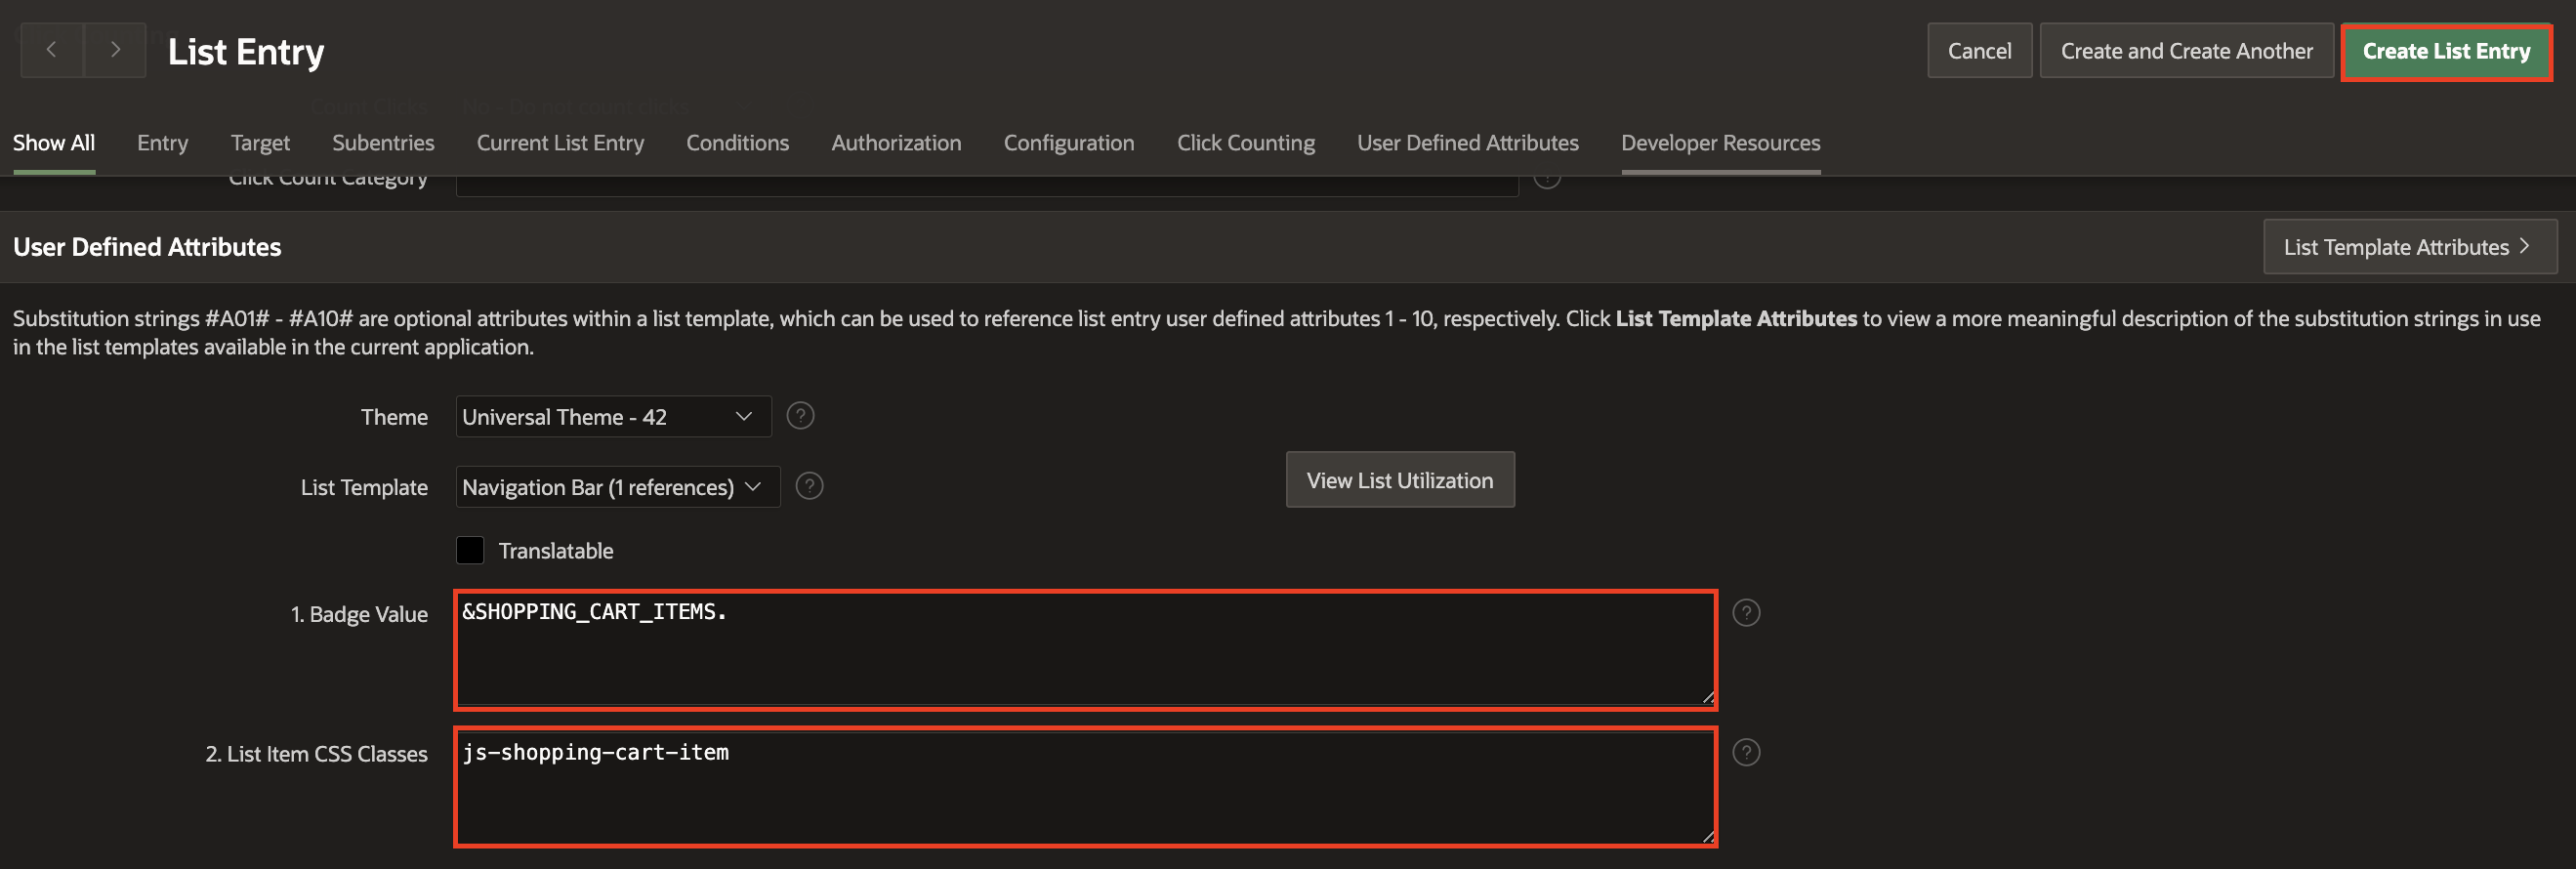 List Entry
Cancel
Create and Create Another
Create List Entry
Show All
Entry
Target
Subentries
Current List Entry
Conditions
Authorization
Configuration
Click Counting
User Defined Attributes
Developer Resources
Click Count Category
User Defined Attributes
List Template Attributes
Substitution strings #A01# - #A10# are optional attributes within a list template, which can be used to reference list entry user defined attributes 1 - 10, respectively. Click List Template Attributes to view a more meaningful description of the substitution strings in use
in the list templates available in the current application.
Theme
Universal Theme - 42
List Template
Navigation Bar (1 references)
View List Utilization
Translatable
1. Badge Value
&SHOPPING_CART_ITEMS.
2. List Item CSS Classes
js-shopping-cart-item